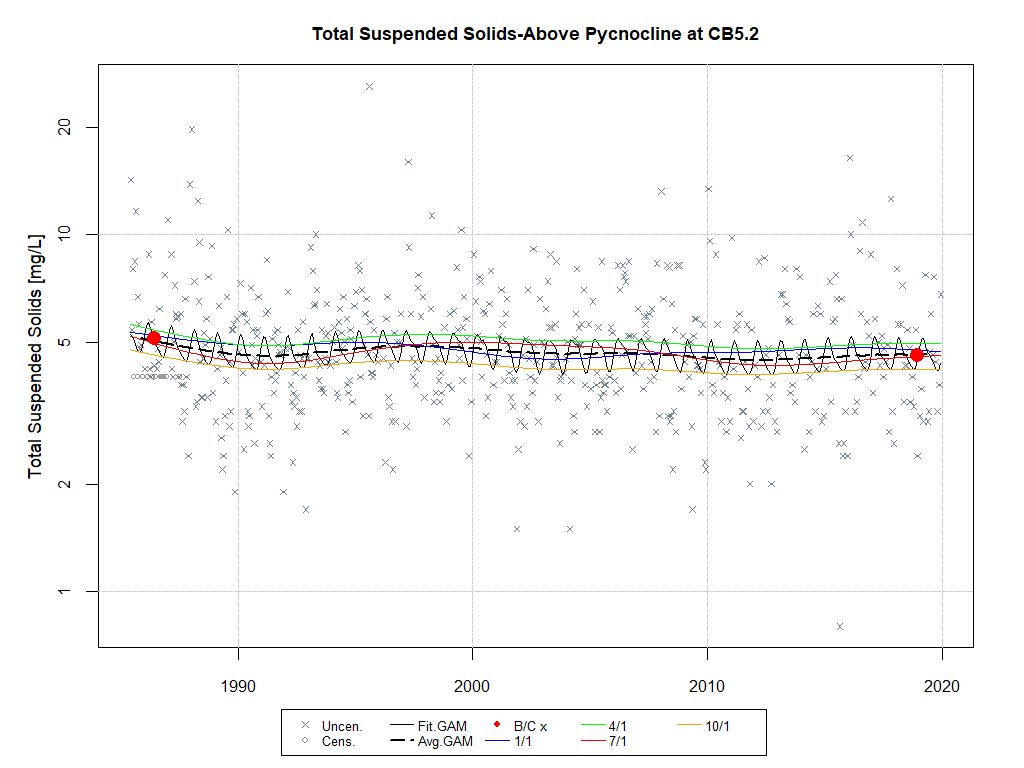 Total Suspended Solids-Above Pycnocline at CB5.2
Total Suspended Solids [mg/L]
20
10
5
2
1
1990 2000 2010 2020
Uncen. Fit.GAM B/C x 4/1 10/1
Cens. Avg.GAM 1/1 7/1